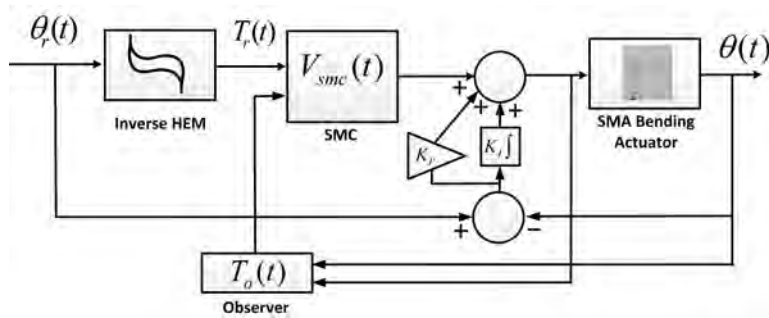 θr(t)
Tr(t)
θ(t)
Vsmc(t)
Inverse HEM
SMC
SMA Bending
Actuator
+
+
+
Kp
KI∫
+
−
To(t)
Observer